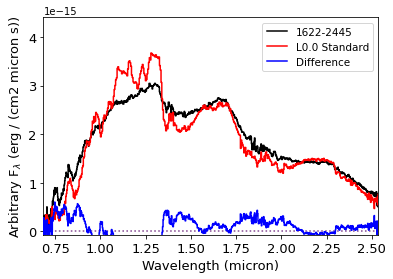 1e−15
1622-2445
L0.0 Standard
Difference
4
3
2
1
0
Arbitrary Fλ (erg / (cm2 micron s))
0.75 1.00 1.25 1.50 1.75 2.00 2.25 2.50
Wavelength (micron)